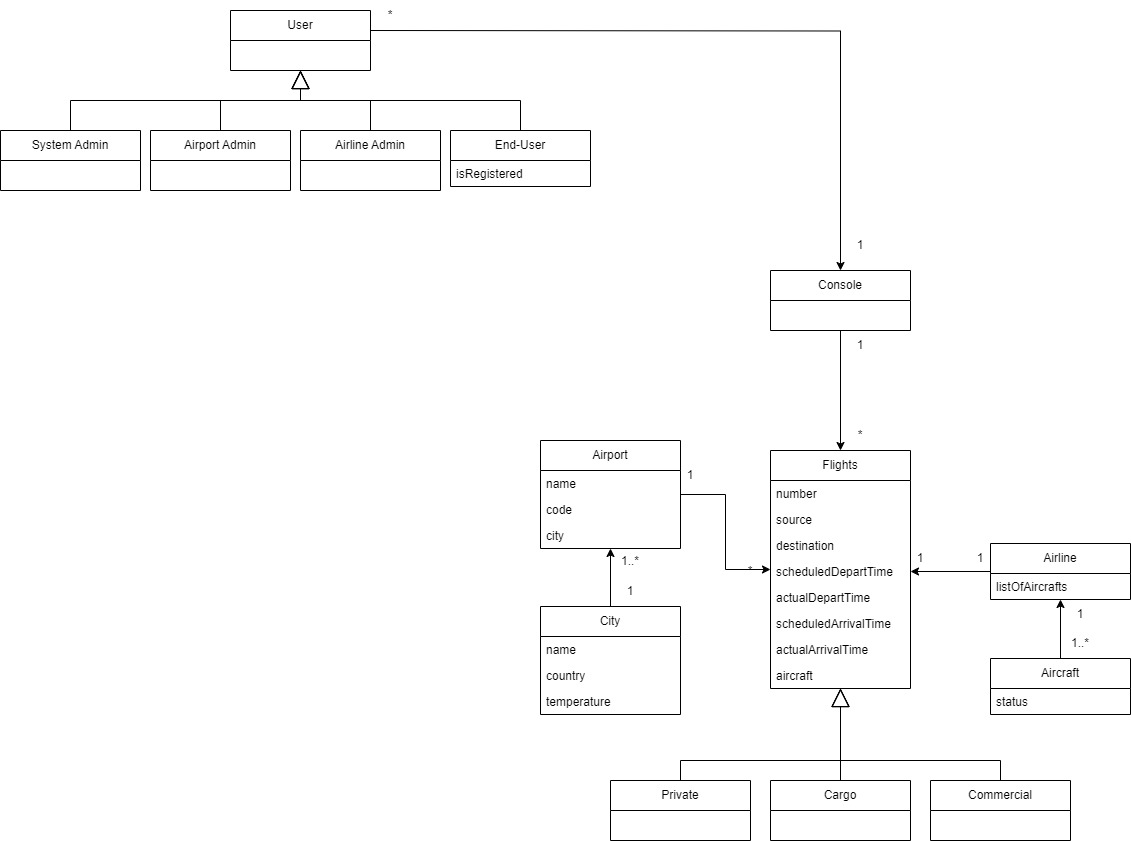 User
*
System Admin
Airport Admin
Airline Admin
End-User
isRegistered
1
Console
1
*
Airport
name
code
city
1
*
1..*
1
City
name
country
temperature
Flights
number
source
destination
scheduledDepartTime
actualDepartTime
scheduledArrivalTime
actualArrivalTime
aircraft
1
1
Airline
listOfAircrafts
1
1..*
Aircraft
status
Private
Cargo
Commercial